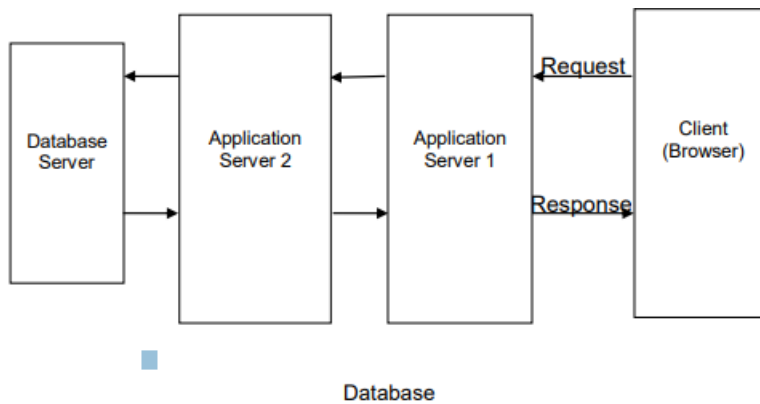 Request
Database
Server
Application
Server 2
Application
Server 1
Client
(Browser)
Response
Database